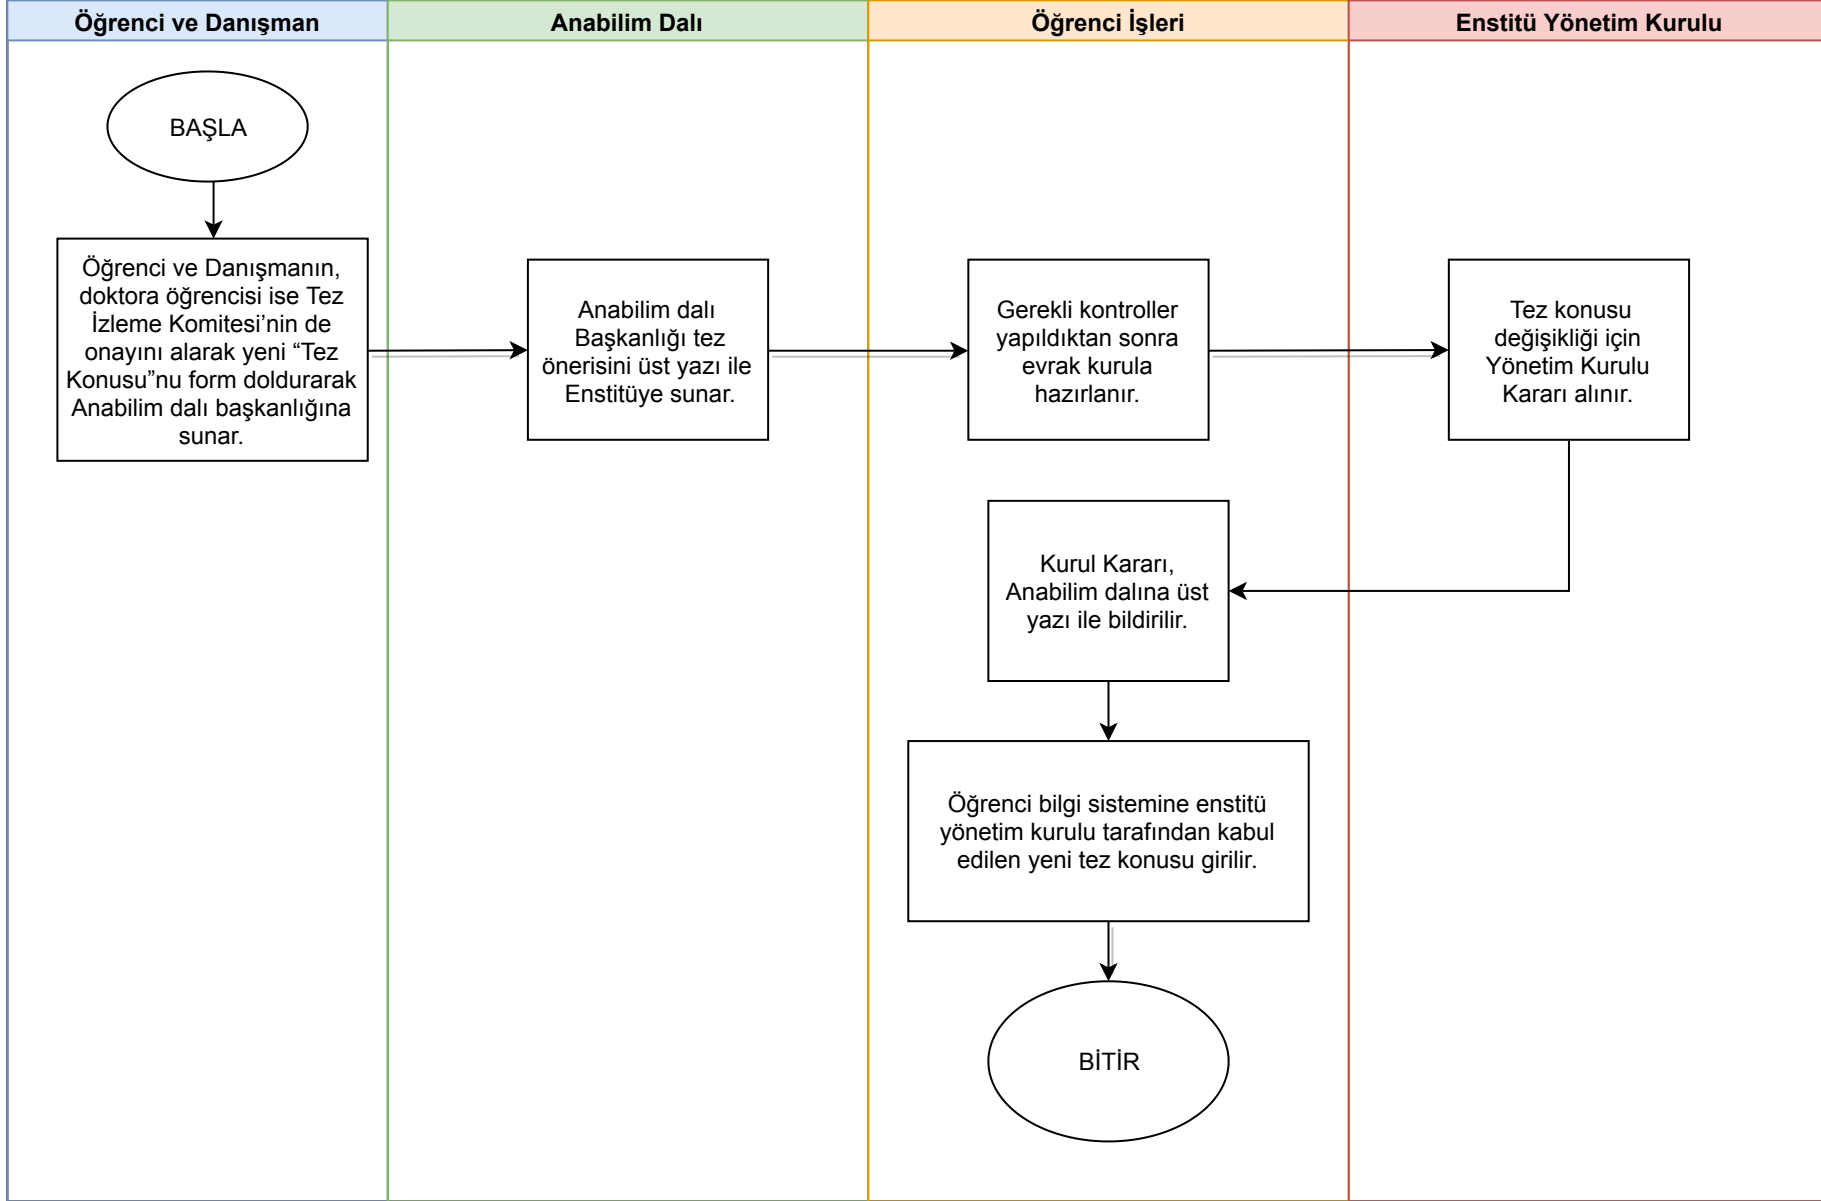 Öğrenci ve Danışman
Anabilim Dalı
Öğrenci İşleri
Enstitü Yönetim Kurulu
BAŞLA
Öğrenci ve Danışmanın,
doktora öğrencisi ise Tez
İzleme Komitesi’nin de
onayını alarak yeni “Tez
Konusu”nu form doldurarak
Anabilim dalı başkanlığına
sunar.
Anabilim dalı
Başkanlığı tez
önerisini üst yazı ile
Enstitüye sunar.
Gerekli kontroller
yapıldıktan sonra
evrak kurula
hazırlanır.
Tez konusu
değişikliği için
Yönetim Kurulu
Kararı alınır.
Kurul Kararı,
Anabilim dalına üst
yazı ile bildirilir.
Öğrenci bilgi sistemine enstitü
yönetim kurulu tarafından kabul
edilen yeni tez konusu girilir.
BİTİR